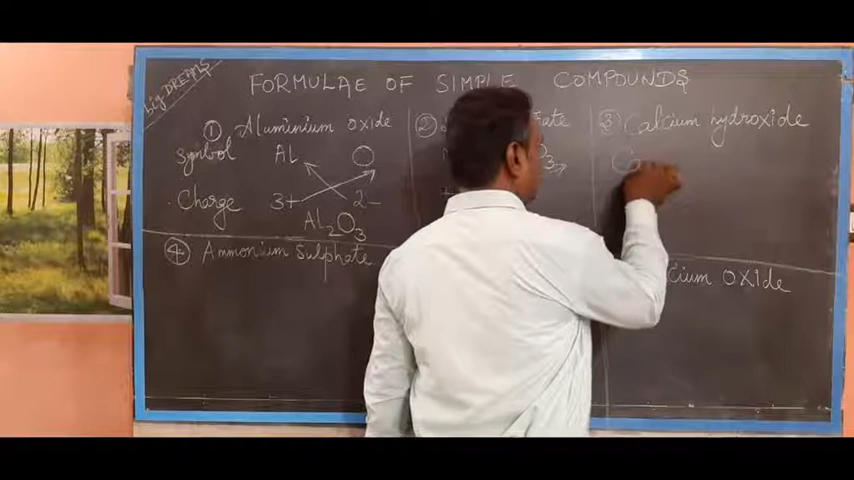 big DREAMS
FORMULAE OF SIMPLE COMPOUNDS
① Aluminium oxide
Symbol Al O
Charge 3+ 2-
Al2O3
②
O3
③ Calcium hydroxide
Ca
④ Ammonium Sulphate
cium Oxide